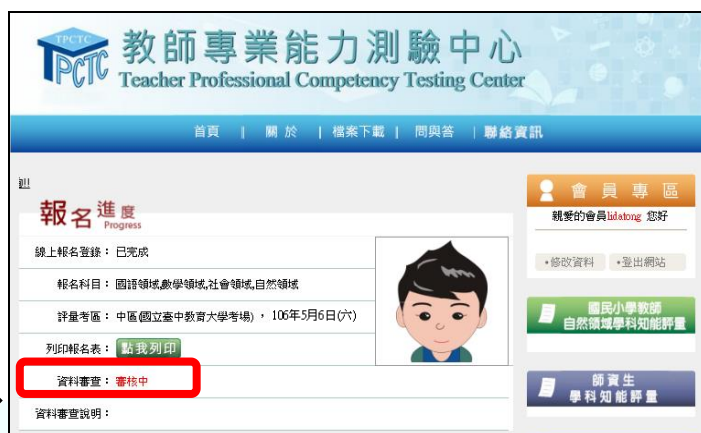 TPCTC
TPCTC
教師專業能力測驗中心
Teacher Professional Competency Testing Center
首頁 | 關於 | 檔案下載 | 問與答 | 聯絡資訊
報名進度
Progress
線上報名登錄：已完成
報名科目：國語領域,數學領域,社會領域,自然領域
評量考區：中區(國立臺中教育大學考場)，106年5月6日(六)
列印報名表：點我列印
資料審查：審核中
資料審查說明：
會員專區
親愛的會員lidatong 您好
•修改資料 •登出網站
國民小學教師
自然領域學科知能評量
師資生
學科知能評量